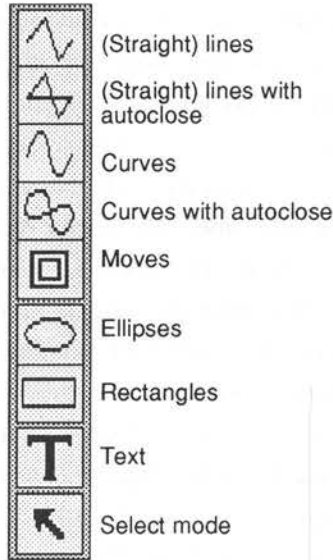 (Straight) lines
(Straight) lines with
autoclose
Curves
Curves with autoclose
Moves
Ellipses
Rectangles
T
Text
Select mode